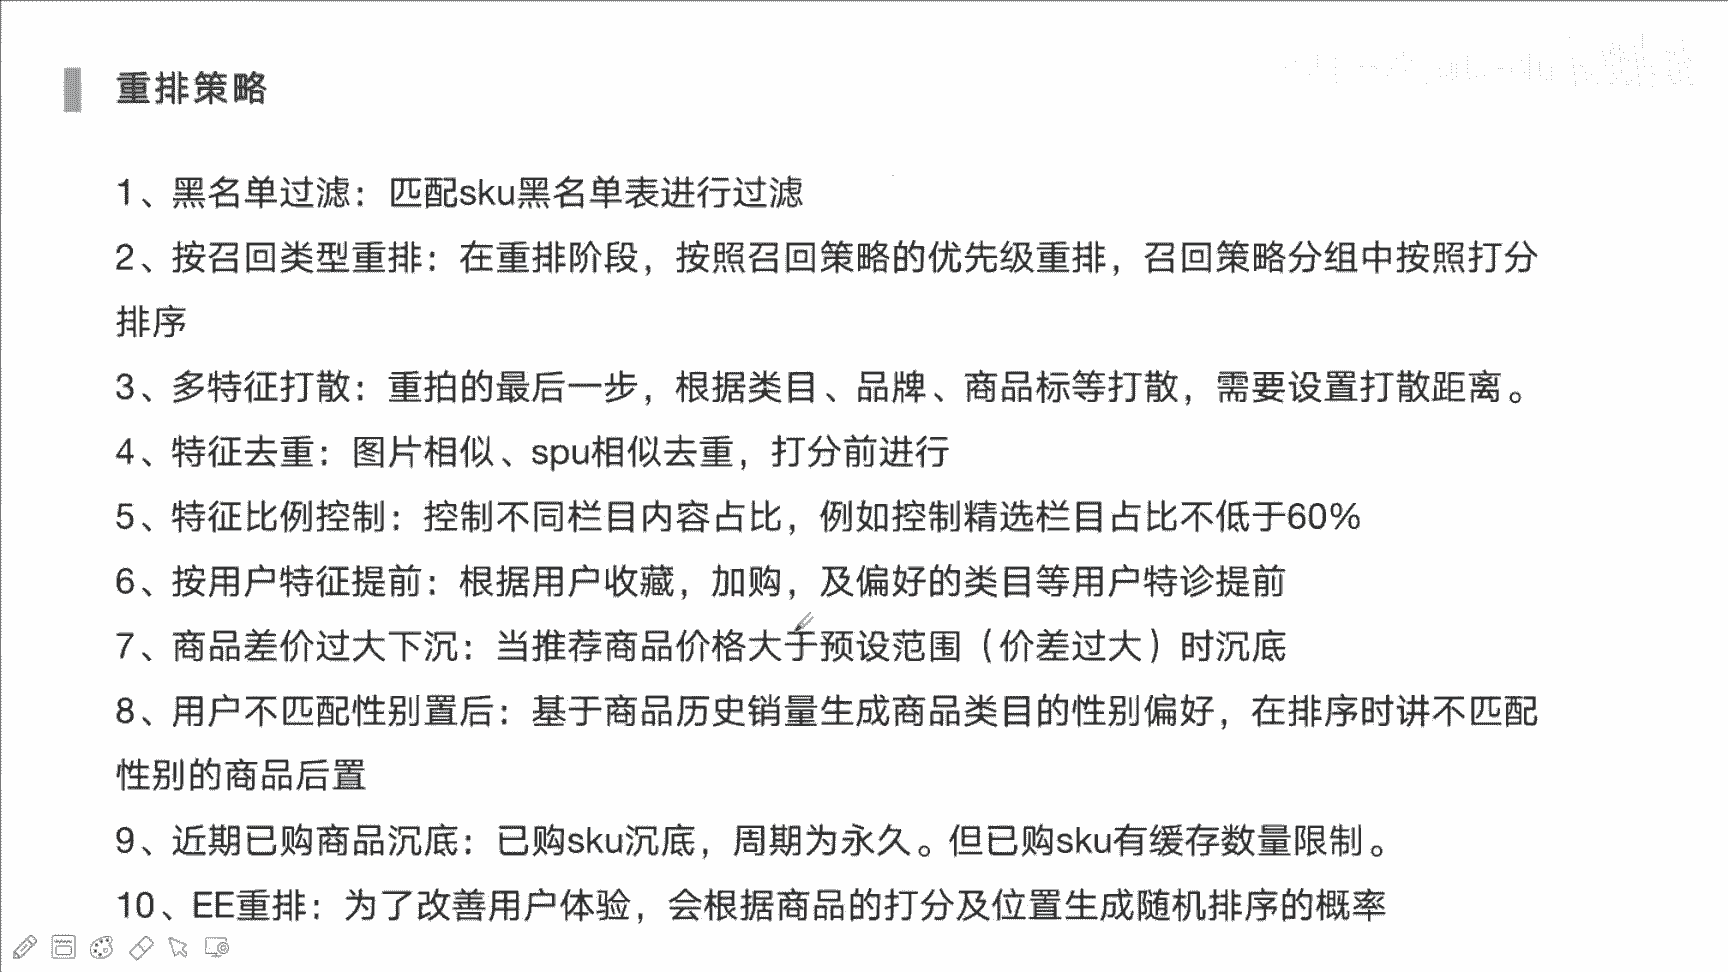 重排策略
1、黑名单过滤：匹配sku黑名单表进行过滤
2、按召回类型重排：在重排阶段，按照召回策略的优先级重排，召回策略分组中按照打分
排序
3、多特征打散：重拍的最后一步，根据类目、品牌、商品标等打散，需要设置打散距离。
4、特征去重：图片相似、spu相似去重，打分前进行
5、特征比例控制：控制不同栏目内容占比，例如控制精选栏目占比不低于60%
6、按用户特征提前：根据用户收藏，加购，及偏好的类目等用户特诊提前
7、商品差价过大下沉：当推荐商品价格大于预设范围（价差过大）时沉底
8、用户不匹配性别置后：基于商品历史销量生成商品类目的性别偏好，在排序时讲不匹配
性别的商品后置
9、近期已购商品沉底：已购sku沉底，周期为永久。但已购sku有缓存数量限制。
10、EE重排：为了改善用户体验，会根据商品的打分及位置生成随机排序的概率